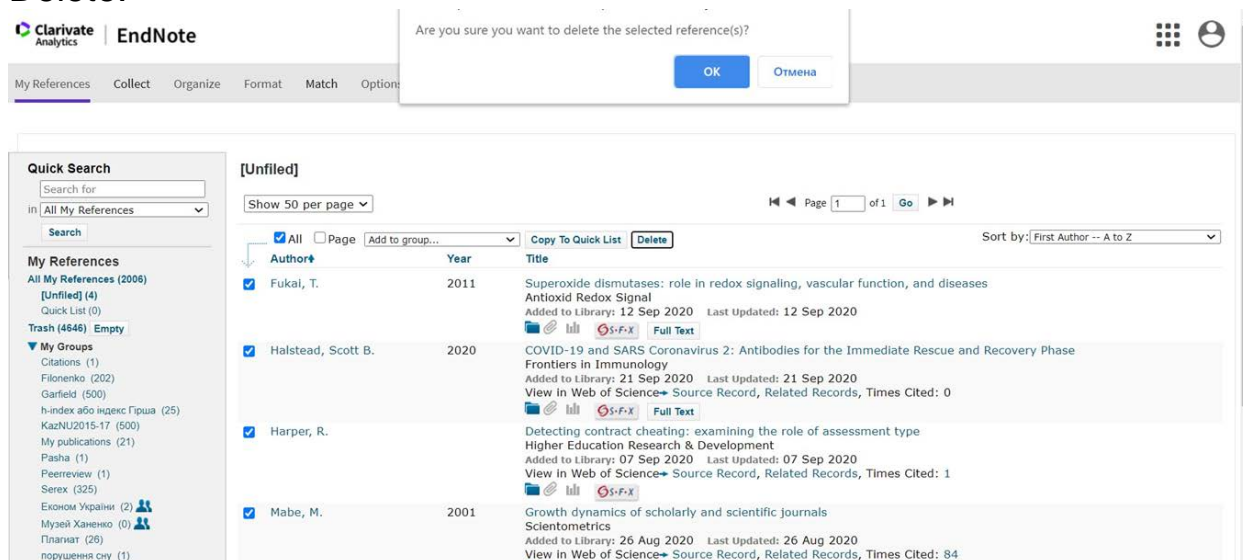 Clarivate
Analytics
EndNote
Are you sure you want to delete the selected reference(s)?
OK Отмена
My References Collect Organize Format Match Option
Quick Search
Search for
in All My References
Search
My References
All My References (2006)
[Unfiled] (4)
Quick List (0)
Trash (4646) Empty
My Groups
Citations (1)
Filonenko (202)
Garfield (500)
h-index або індекс Гірша (25)
KazNU2015-17 (500)
My publications (21)
Pasha (1)
Peerreview (1)
Serex (325)
Економ України (2)
Музей Ханенко (0)
Плагиат (26)
порушення сну (1)
[Unfiled]
Show 50 per page
Page 1 of 1 Go
All Page Add to group... Copy To Quick List Delete Sort by: First Author -- A to Z
Author Year Title
Fukai, T. 2011 Superoxide dismutases: role in redox signaling, vascular function, and diseases
Antioxid Redox Signal
Added to Library: 12 Sep 2020 Last Updated: 12 Sep 2020
S·F·X Full Text
Halstead, Scott B. 2020 COVID-19 and SARS Coronavirus 2: Antibodies for the Immediate Rescue and Recovery Phase
Frontiers in Immunology
Added to Library: 21 Sep 2020 Last Updated: 21 Sep 2020
View in Web of Science Source Record, Related Records, Times Cited: 0
S·F·X Full Text
Harper, R. Detecting contract cheating: examining the role of assessment type
Higher Education Research & Development
Added to Library: 07 Sep 2020 Last Updated: 07 Sep 2020
View in Web of Science Source Record, Related Records, Times Cited: 1
S·F·X
Mabe, M. 2001 Growth dynamics of scholarly and scientific journals
Scientometrics
Added to Library: 26 Aug 2020 Last Updated: 26 Aug 2020
View in Web of Science Source Record, Related Records, Times Cited: 84